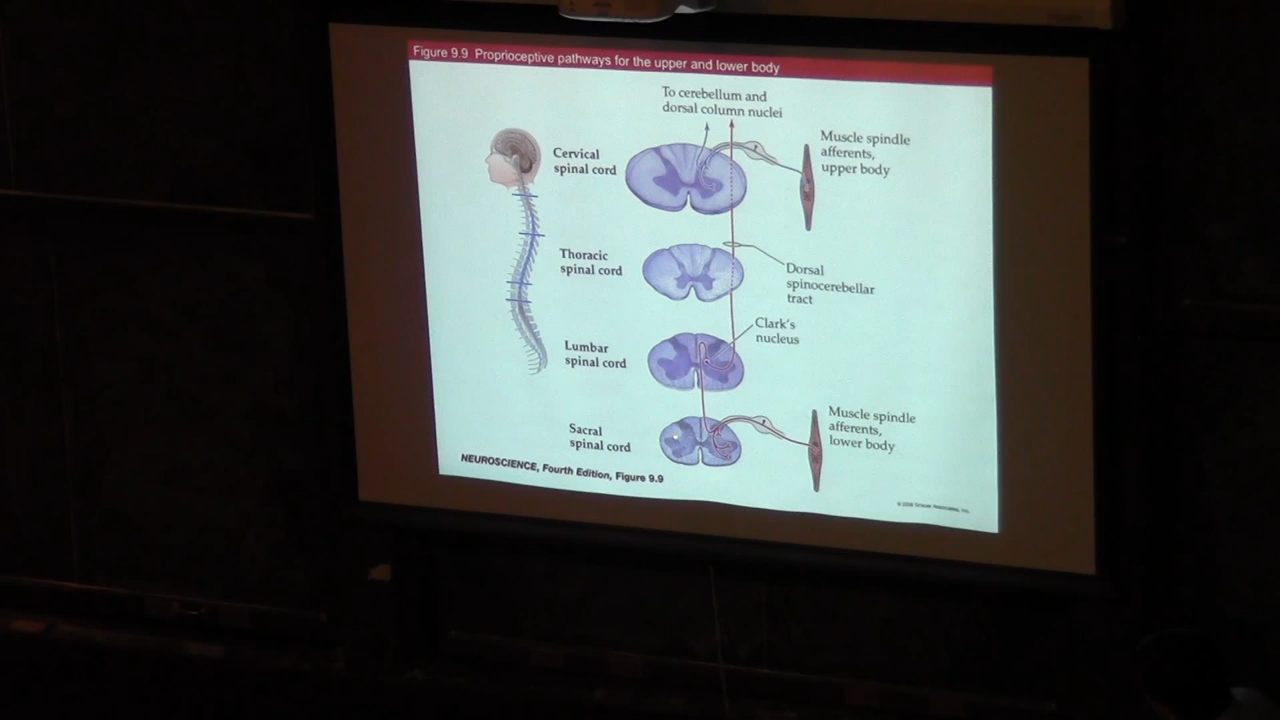 Figure 9.9 Proprioceptive pathways for the upper and lower body
To cerebellum and
dorsal column nuclei
Cervical
spinal cord
Muscle spindle
afferents,
upper body
Thoracic
spinal cord
Dorsal
spinocerebellar
tract
Clark's
nucleus
Lumbar
spinal cord
Muscle spindle
afferents,
lower body
Sacral
spinal cord
NEUROSCIENCE, Fourth Edition, Figure 9.9